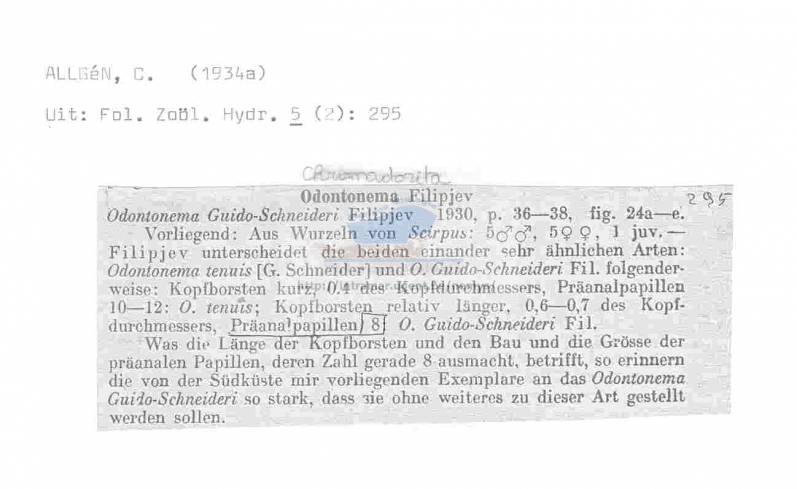 ALLGéN, C. (1934a)
Uit: Fol. Zoöl. Hydr. 5 (2): 295
295
Odontonema Filipjev
Odontonema Guido-Schneideri Filipjev 1930, p. 36—38, fig. 24a—e.
Vorliegend: Aus Wurzeln von Scirpus: 5♂♂, 5♀♀, 1 juv. —
Filipjev unterscheidet die beiden einander sehr ähnlichen Arten:
Odontonema tenuis [G. Schneider] und O. Guido-Schneideri Fil. folgender-
weise: Kopfborsten kurz, 0,4 des Kopfdurchmessers, Präanalpapillen
10—12: O. tenuis; Kopfborsten relativ länger, 0,6—0,7 des Kopf-
durchmessers, Präanalpapillen 8 O. Guido-Schneideri Fil.
Was die Länge der Kopfborsten und den Bau und die Grösse der
präanalen Papillen, deren Zahl gerade 8 ausmacht, betrifft, so erinnern
die von der Südküste mir vorliegenden Exemplare an das Odontonema
Guido-Schneideri so stark, dass sie ohne weiteres zu dieser Art gestellt
werden sollen.